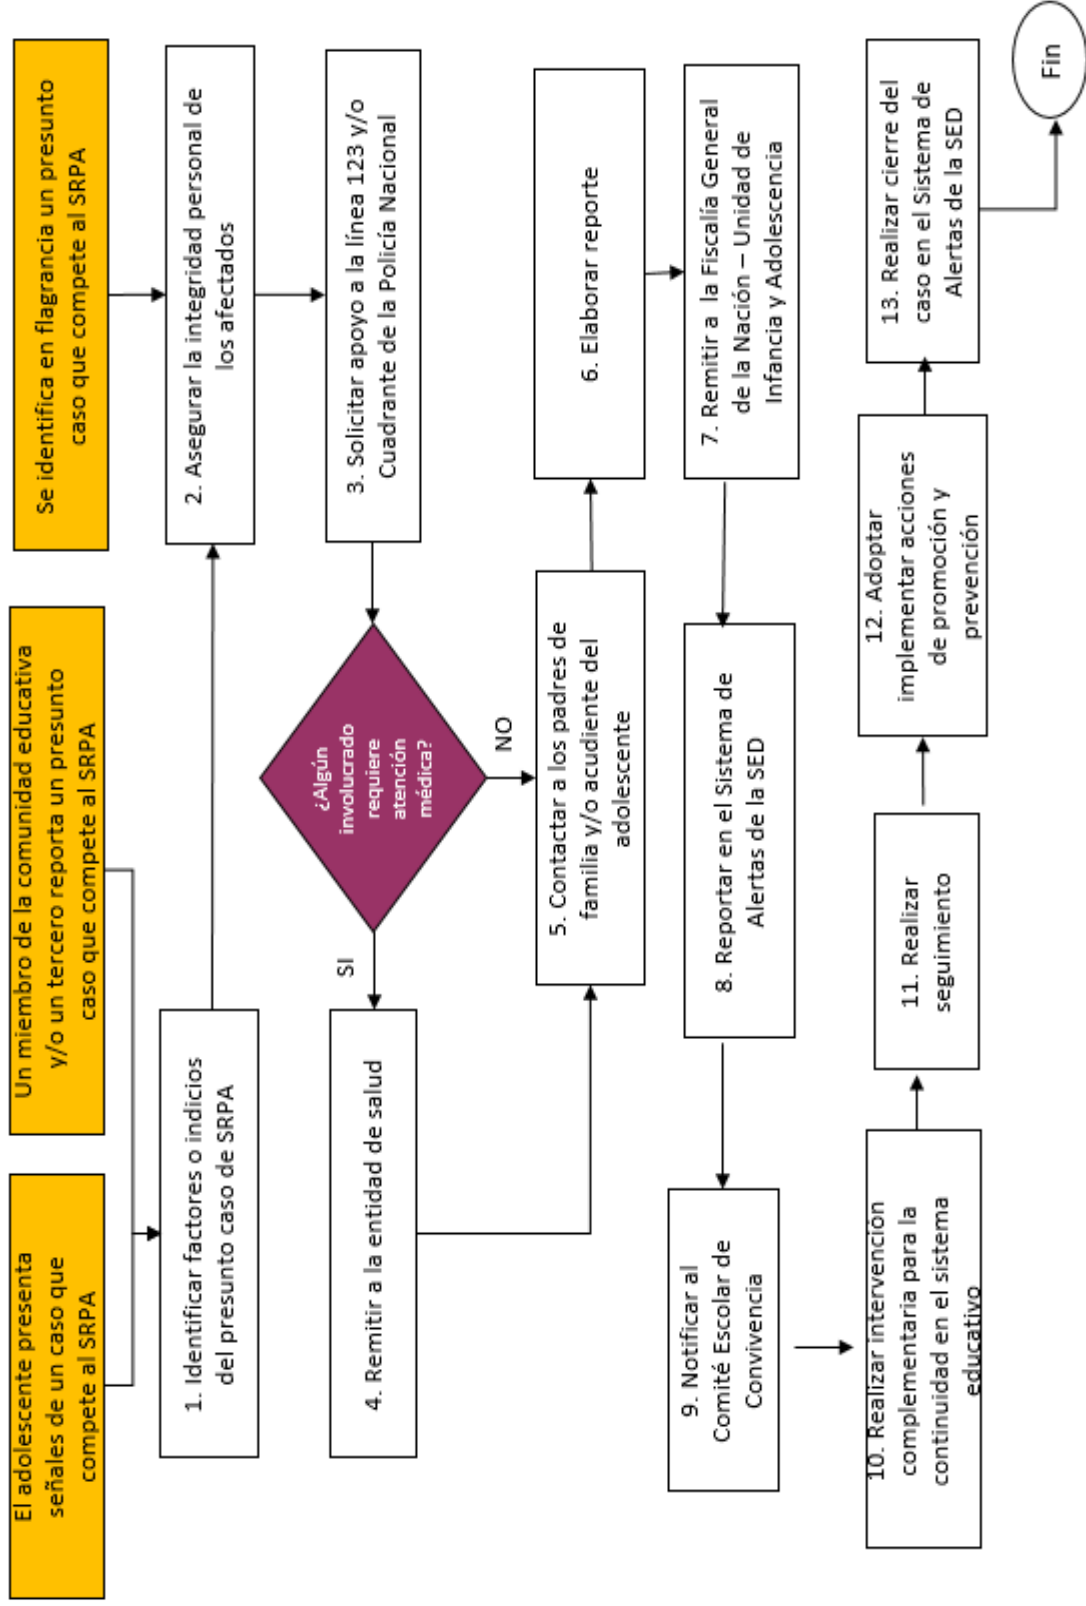 El adolescente presenta
señales de un caso que
compete al SRPA
Un miembro de la comunidad educativa
y/o un tercero reporta un presunto
caso que compete al SRPA
Se identifica en flagrancia un presunto
caso que compete al SRPA
1. Identificar factores o indicios
del presunto caso de SRPA
2. Asegurar la integridad personal de
los afectados
3. Solicitar apoyo a la línea 123 y/o
Cuadrante de la Policía Nacional
¿Algún
involucrado
requiere
atención
médica?
SI
NO
4. Remitir a la entidad de salud
5. Contactar a los padres de
familia y/o acudiente del
adolescente
6. Elaborar reporte
7. Remitir a la Fiscalía General
de la Nación – Unidad de
Infancia y Adolescencia
8. Reportar en el Sistema de
Alertas de la SED
9. Notificar al
Comité Escolar de
Convivencia
10. Realizar intervención
complementaria para la
continuidad en el sistema
educativo
11. Realizar
seguimiento
12. Adoptar
implementar acciones
de promoción y
prevención
13. Realizar cierre del
caso en el Sistema de
Alertas de la SED
Fin